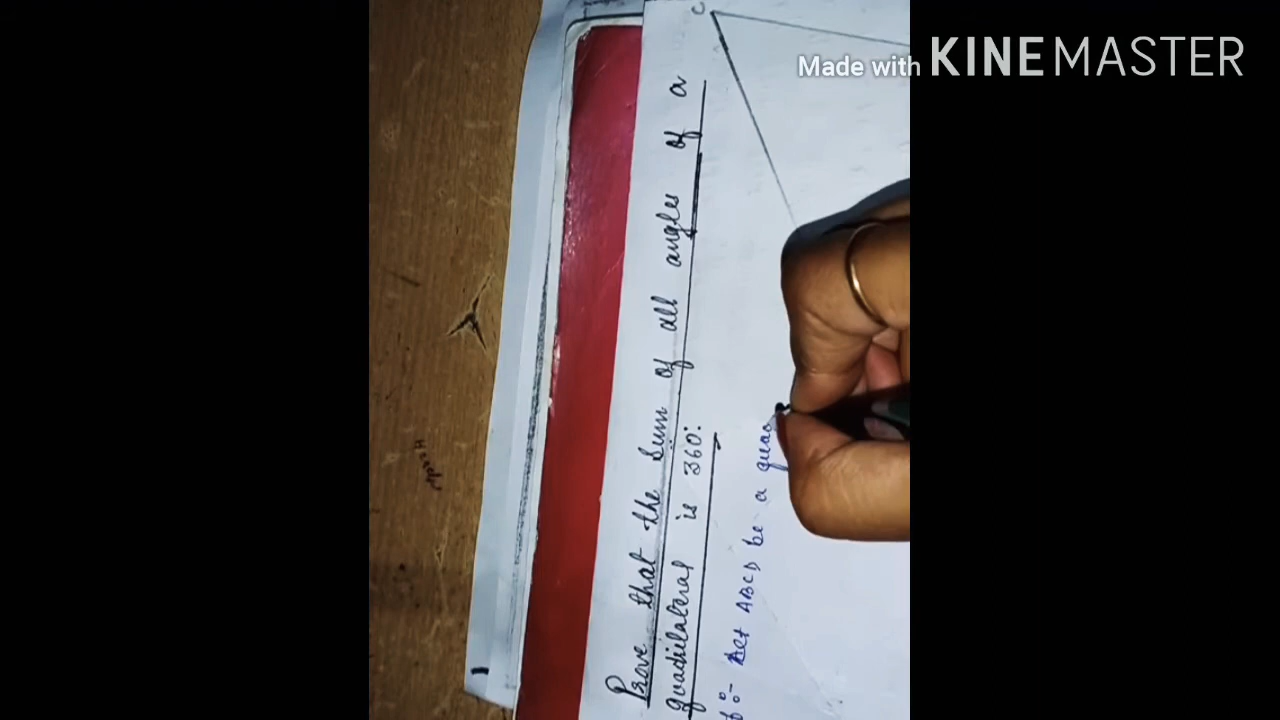 Made with KINEMASTER
C
Prove that the Sum of all angles of a
quadrilateral is 360°.
Let ABCD be a quad